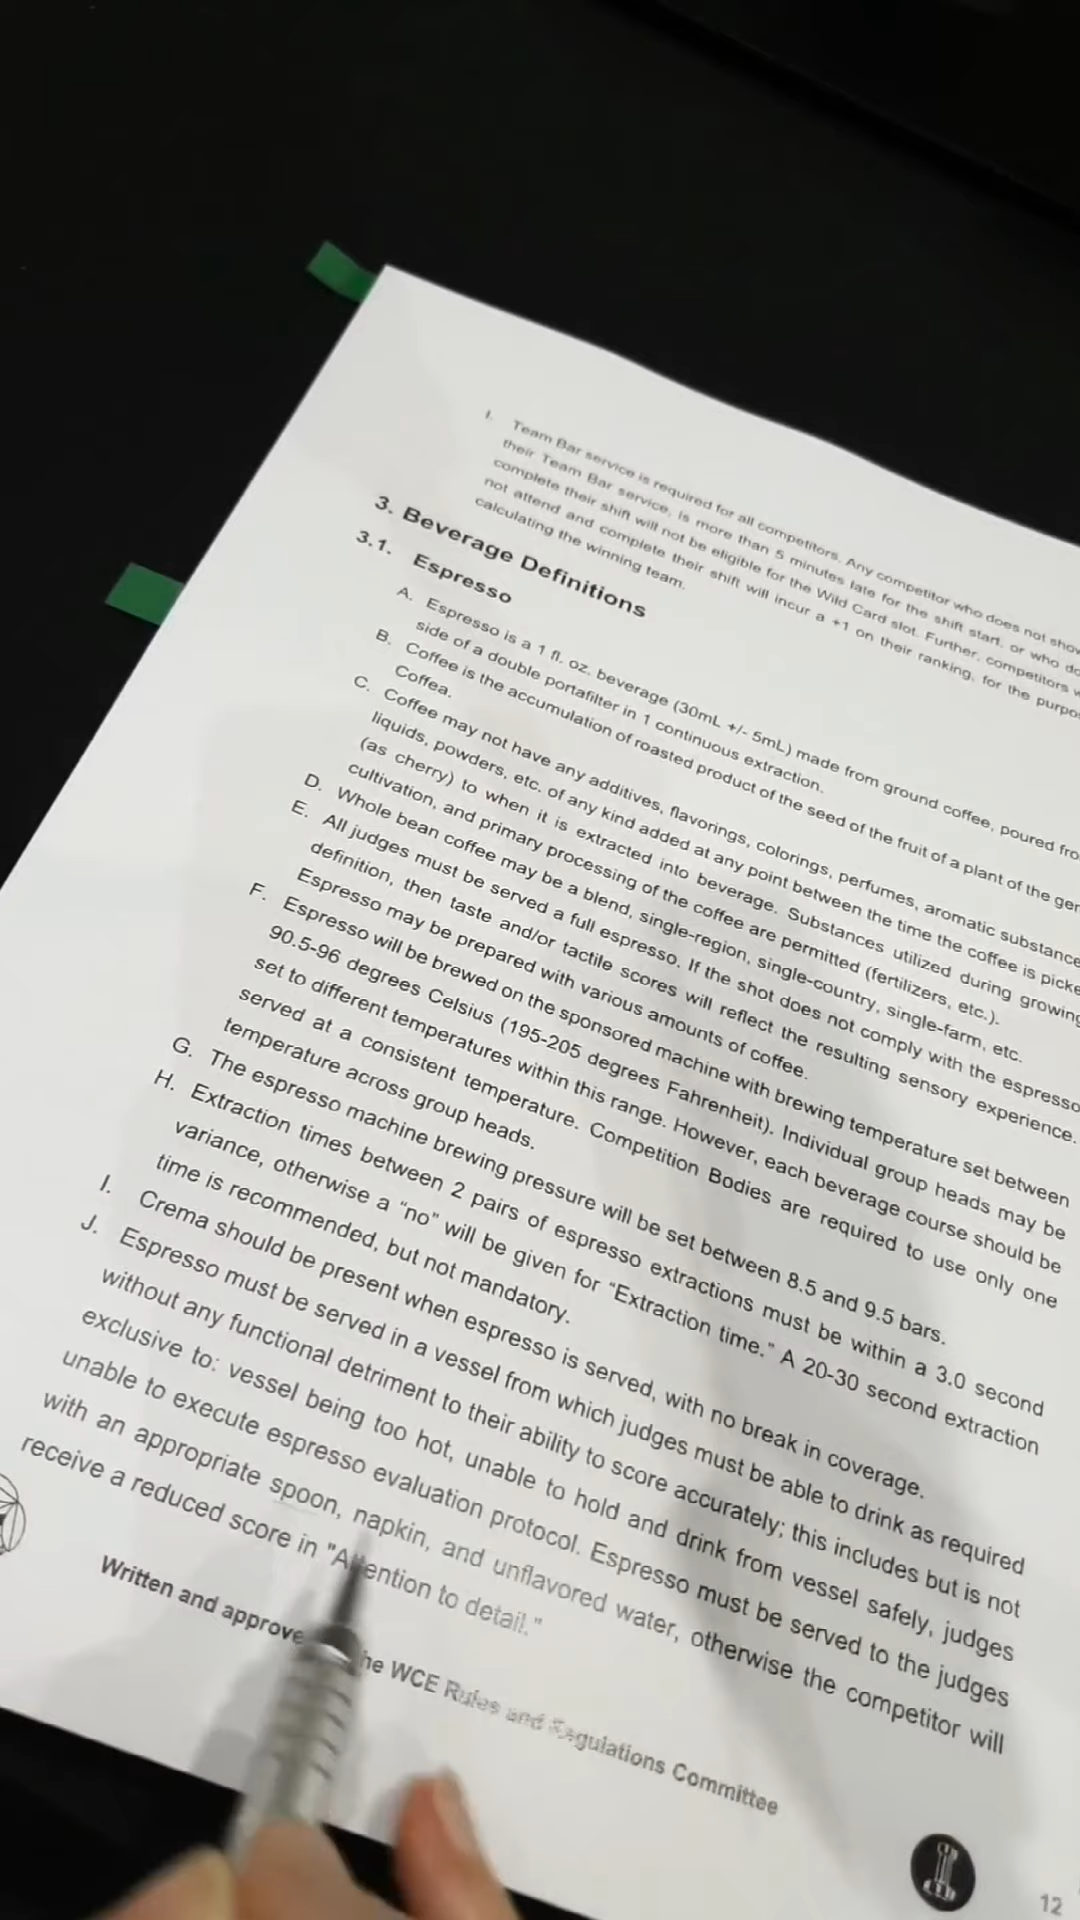 I. Team Bar service is required for all competitors. Any competitor who does not show
their Team Bar service, is more than 5 minutes late for the shift start, or who do
complete their shift will not be eligible for the Wild Card slot. Further, competitors w
not attend and complete their shift will incur a +1 on their ranking, for the purpo
calculating the winning team.
3. Beverage Definitions
3.1. Espresso
A. Espresso is a 1 fl. oz. beverage (30mL +/- 5mL) made from ground coffee, poured fro
side of a double portafilter in 1 continuous extraction.
B. Coffee is the accumulation of roasted product of the seed of the fruit of a plant of the gen
Coffea.
C. Coffee may not have any additives, flavorings, colorings, perfumes, aromatic substance
liquids, powders, etc. of any kind added at any point between the time the coffee is picke
(as cherry) to when it is extracted into beverage. Substances utilized during growing
cultivation, and primary processing of the coffee are permitted (fertilizers, etc.).
D. Whole bean coffee may be a blend, single-region, single-country, single-farm, etc.
E. All judges must be served a full espresso. If the shot does not comply with the espresso
definition, then taste and/or tactile scores will reflect the resulting sensory experience.
Espresso may be prepared with various amounts of coffee.
F. Espresso will be brewed on the sponsored machine with brewing temperature set between
90.5-96 degrees Celsius (195-205 degrees Fahrenheit). Individual group heads may be
set to different temperatures within this range. However, each beverage course should be
served at a consistent temperature. Competition Bodies are required to use only one
temperature across group heads.
G. The espresso machine brewing pressure will be set between 8.5 and 9.5 bars.
H. Extraction times between 2 pairs of espresso extractions must be within a 3.0 second
variance, otherwise a “no” will be given for “Extraction time.” A 20-30 second extraction
time is recommended, but not mandatory.
I. Crema should be present when espresso is served, with no break in coverage.
J. Espresso must be served in a vessel from which judges must be able to drink as required
without any functional detriment to their ability to score accurately; this includes but is not
exclusive to: vessel being too hot, unable to hold and drink from vessel safely, judges
unable to execute espresso evaluation protocol. Espresso must be served to the judges
with an appropriate spoon, napkin, and unflavored water, otherwise the competitor will
receive a reduced score in "Attention to detail."
Written and approve he WCE Rules and Regulations Committee
12